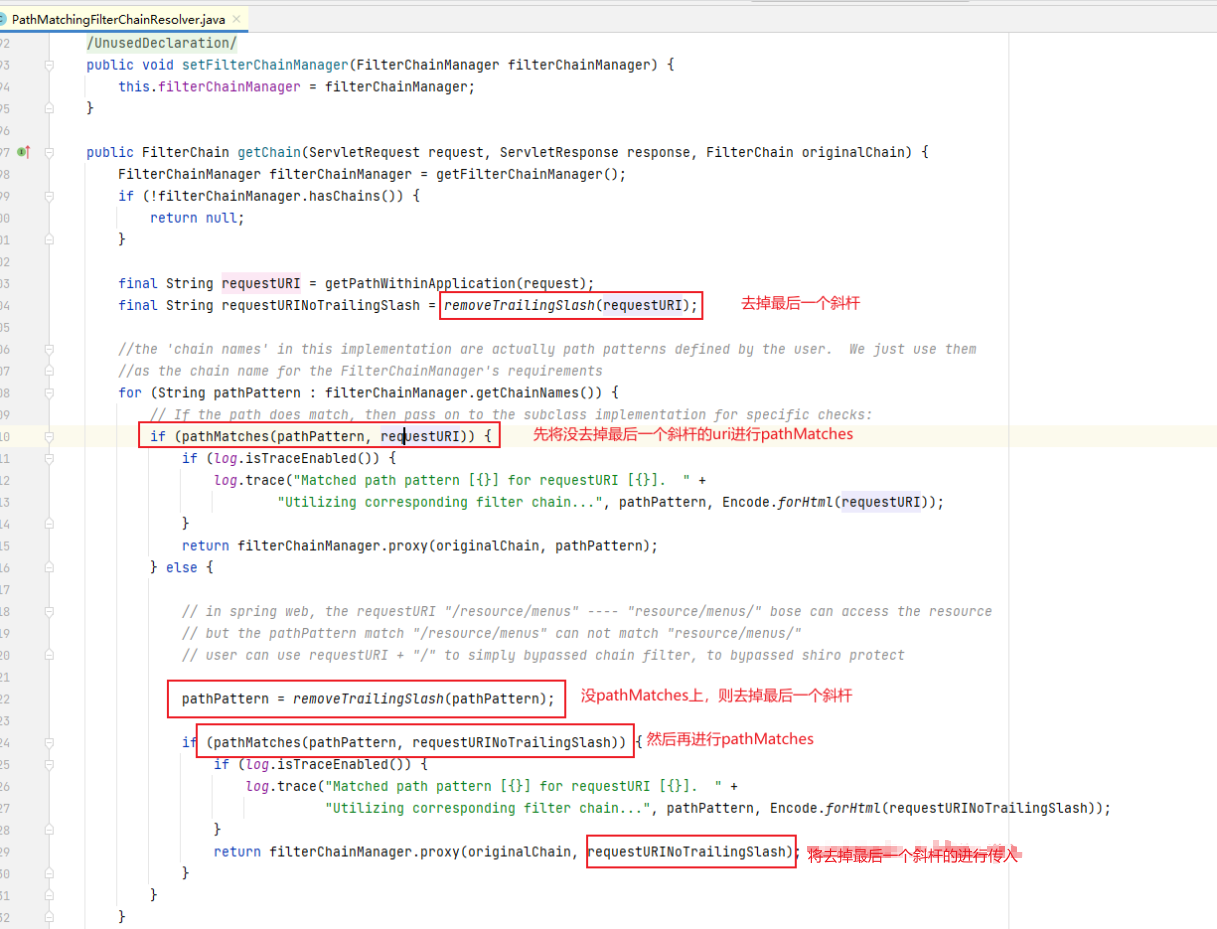 PathMatchingFilterChainResolver.java ×
92 /UnusedDeclaration/
93 public void setFilterChainManager(FilterChainManager filterChainManager) {
94 this.filterChainManager = filterChainManager;
95 }
96
97 public FilterChain getChain(ServletRequest request, ServletResponse response, FilterChain originalChain) {
98 FilterChainManager filterChainManager = getFilterChainManager();
99 if (!filterChainManager.hasChains()) {
00 return null;
01 }
02
03 final String requestURI = getPathWithinApplication(request);
04 final String requestURINoTrailingSlash = removeTrailingSlash(requestURI); 去掉最后一个斜杆
05
06 //the 'chain names' in this implementation are actually path patterns defined by the user.  We just use them
07 //as the chain name for the FilterChainManager's requirements
08 for (String pathPattern : filterChainManager.getChainNames()) {
09 // If the path does match, then pass on to the subclass implementation for specific checks:
10 if (pathMatches(pathPattern, requestURI)) { 先将没去掉最后一个斜杆的uri进行pathMatches
11 if (log.isTraceEnabled()) {
12 log.trace("Matched path pattern [{}] for requestURI [{}].  " +
13 "Utilizing corresponding filter chain...", pathPattern, Encode.forHtml(requestURI));
14 }
15 return filterChainManager.proxy(originalChain, pathPattern);
16 } else {
17
18 // in spring web, the requestURI "/resource/menus" ---- "resource/menus/" bose can access the resource
19 // but the pathPattern match "/resource/menus" can not match "resource/menus/"
20 // user can use requestURI + "/" to simply bypassed chain filter, to bypassed shiro protect
21
22 pathPattern = removeTrailingSlash(pathPattern); 没pathMatches上，则去掉最后一个斜杆
23
24 if (pathMatches(pathPattern, requestURINoTrailingSlash)) { 然后再进行pathMatches
25 if (log.isTraceEnabled()) {
26 log.trace("Matched path pattern [{}] for requestURI [{}].  " +
27 "Utilizing corresponding filter chain...", pathPattern, Encode.forHtml(requestURINoTrailingSlash));
28 }
29 return filterChainManager.proxy(originalChain, requestURINoTrailingSlash); 将去掉最后一个斜杆的进行传入
30 }
31 }
32 }